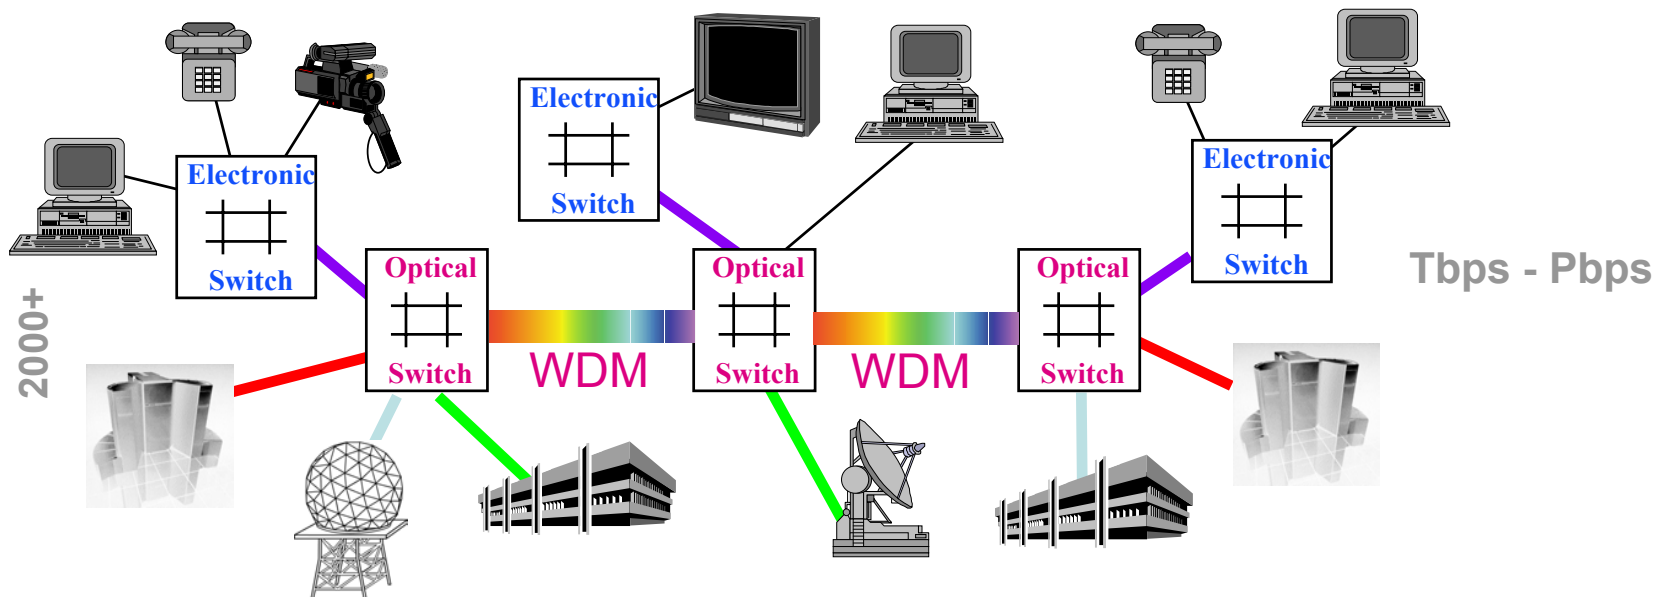 Electronic
Switch
Electronic
Switch
Electronic
Switch
Optical
Switch
Optical
Switch
Optical
Switch
WDM
WDM
2000+
Tbps - Pbps